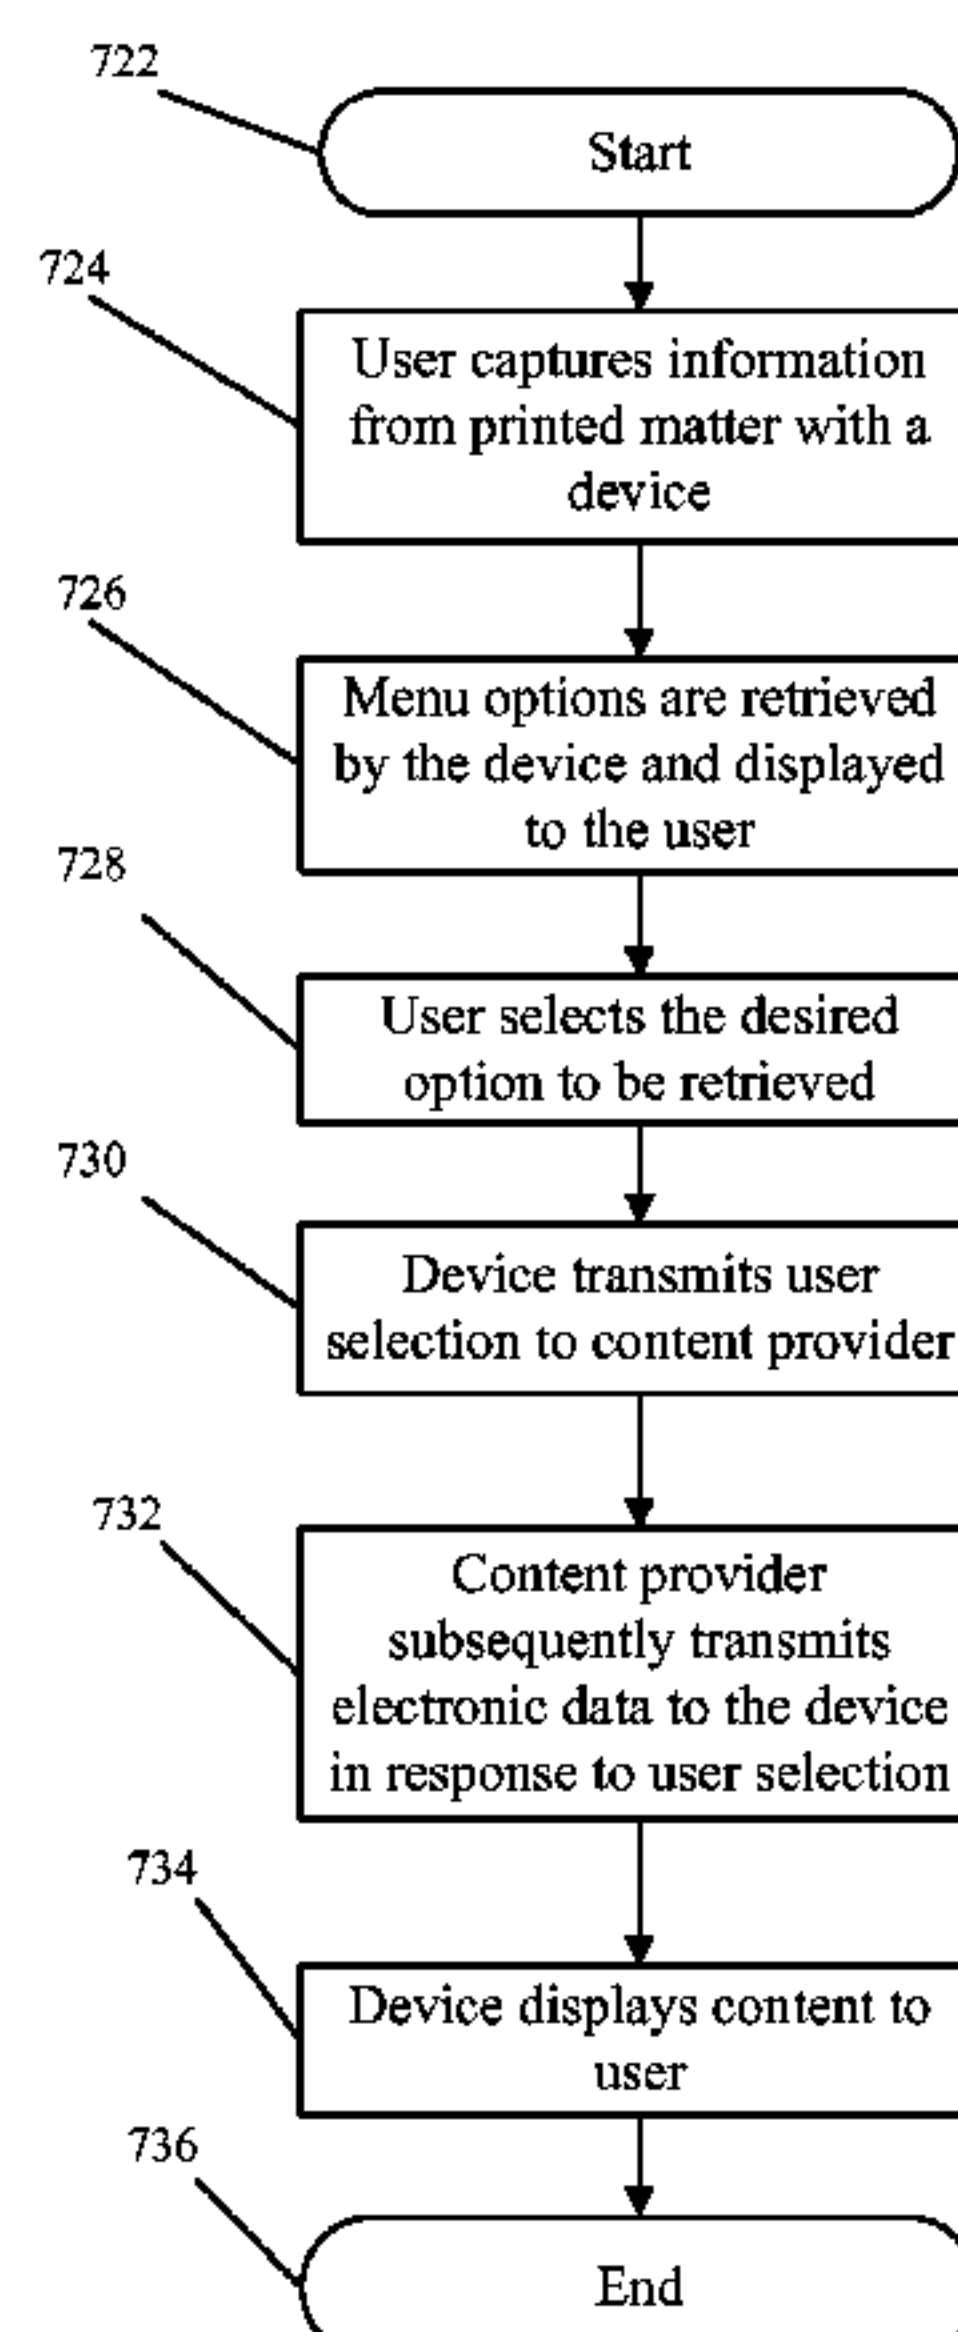 722
Start
724
User captures information
from printed matter with a
device
726
Menu options are retrieved
by the device and displayed
to the user
728
User selects the desired
option to be retrieved
730
Device transmits user
selection to content provider
732
Content provider
subsequently transmits
electronic data to the device
in response to user selection
734
Device displays content to
user
736
End